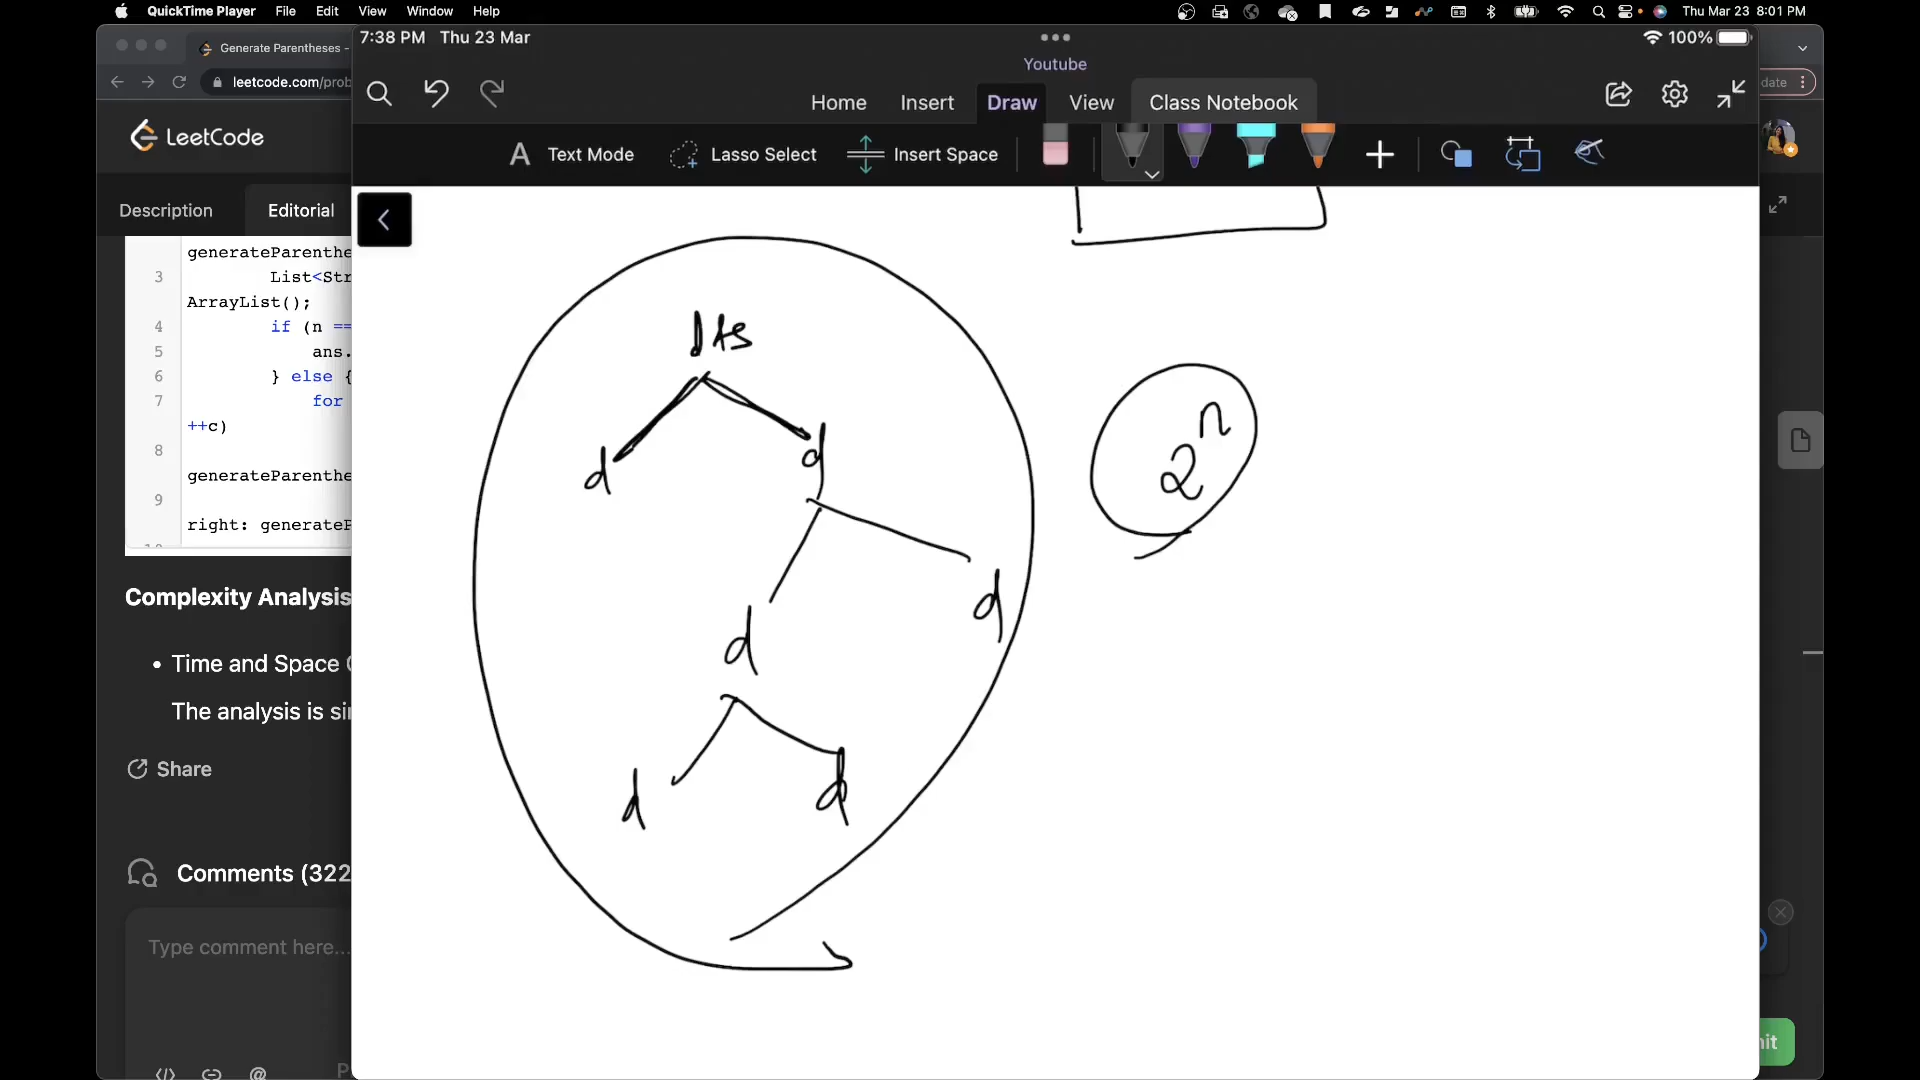 QuickTime Player File Edit View Window Help Thu Mar 23 8:01 PM
Generate Parentheses -
7:38 PM Thu 23 Mar
100%
Youtube
leetcode.com/prob
date
Home Insert Draw View Class Notebook
LeetCode
Text Mode Lasso Select Insert Space
Description Editorial
generateParenthe
3 List<Str
ArrayList();
4 if (n ==
5 ans.
6 } else {
7 for
++c)
8
generateParenthe
9
right: generateP
dfs
d d
2^n
d d
d d
Complexity Analysis
• Time and Space
The analysis is si
Share
Comments (322
Type comment here...